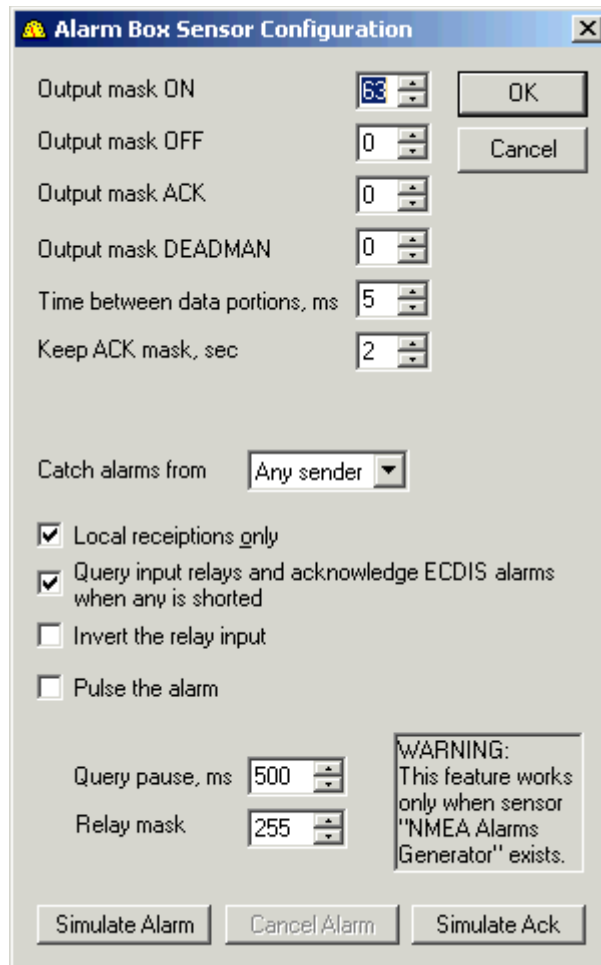 Alarm Box Sensor Configuration
Output mask ON 63 OK
Output mask OFF 0 Cancel
Output mask ACK 0
Output mask DEADMAN 0
Time between data portions, ms 5
Keep ACK mask, sec 2
Catch alarms from Any sender
Local receiptions only
Query input relays and acknowledge ECDIS alarms
when any is shorted
Invert the relay input
Pulse the alarm
Query pause, ms 500
Relay mask 255
WARNING:
This feature works
only when sensor
"NMEA Alarms
Generator" exists.
Simulate Alarm Cancel Alarm Simulate Ack